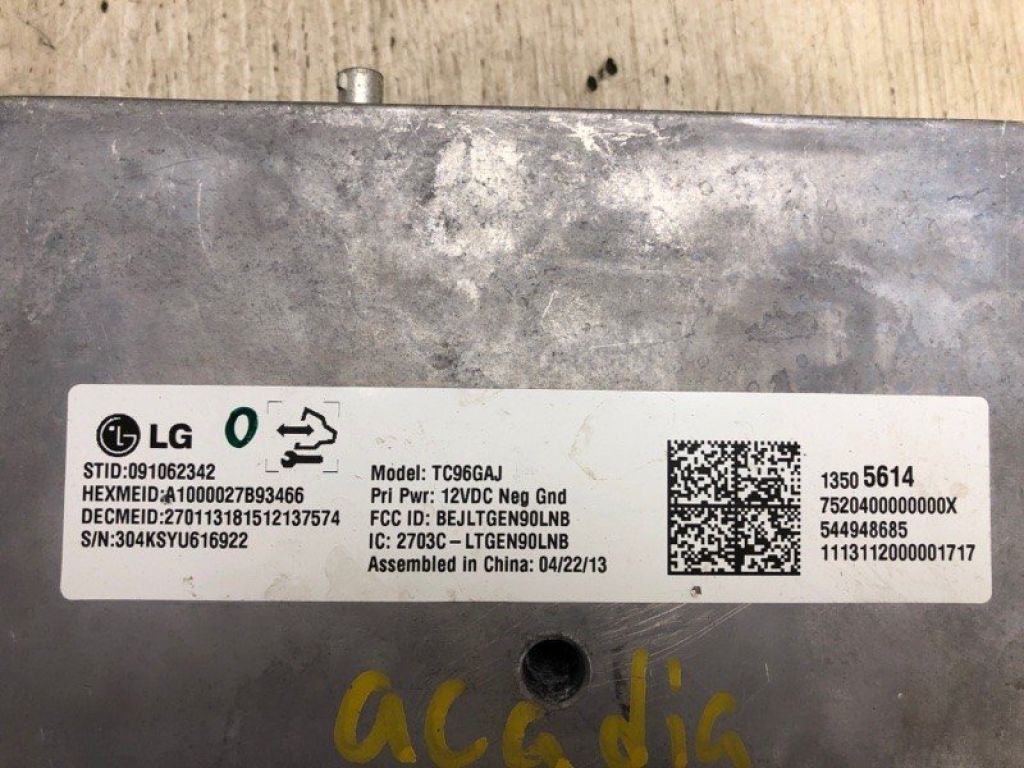 LG 0
STID:091062342
HEXMEID:A1000027B93466
DECMEID:270113181512137574
S/N:304KSYU616922
Model: TC96GAJ
Pri Pwr: 12VDC Neg Gnd
FCC ID: BEJLTGEN90LNB
IC: 2703C-LTGEN90LNB
Assembled in China: 04/22/13
1350 5614
7520400000000X
544948685
1113112000001717
acadia